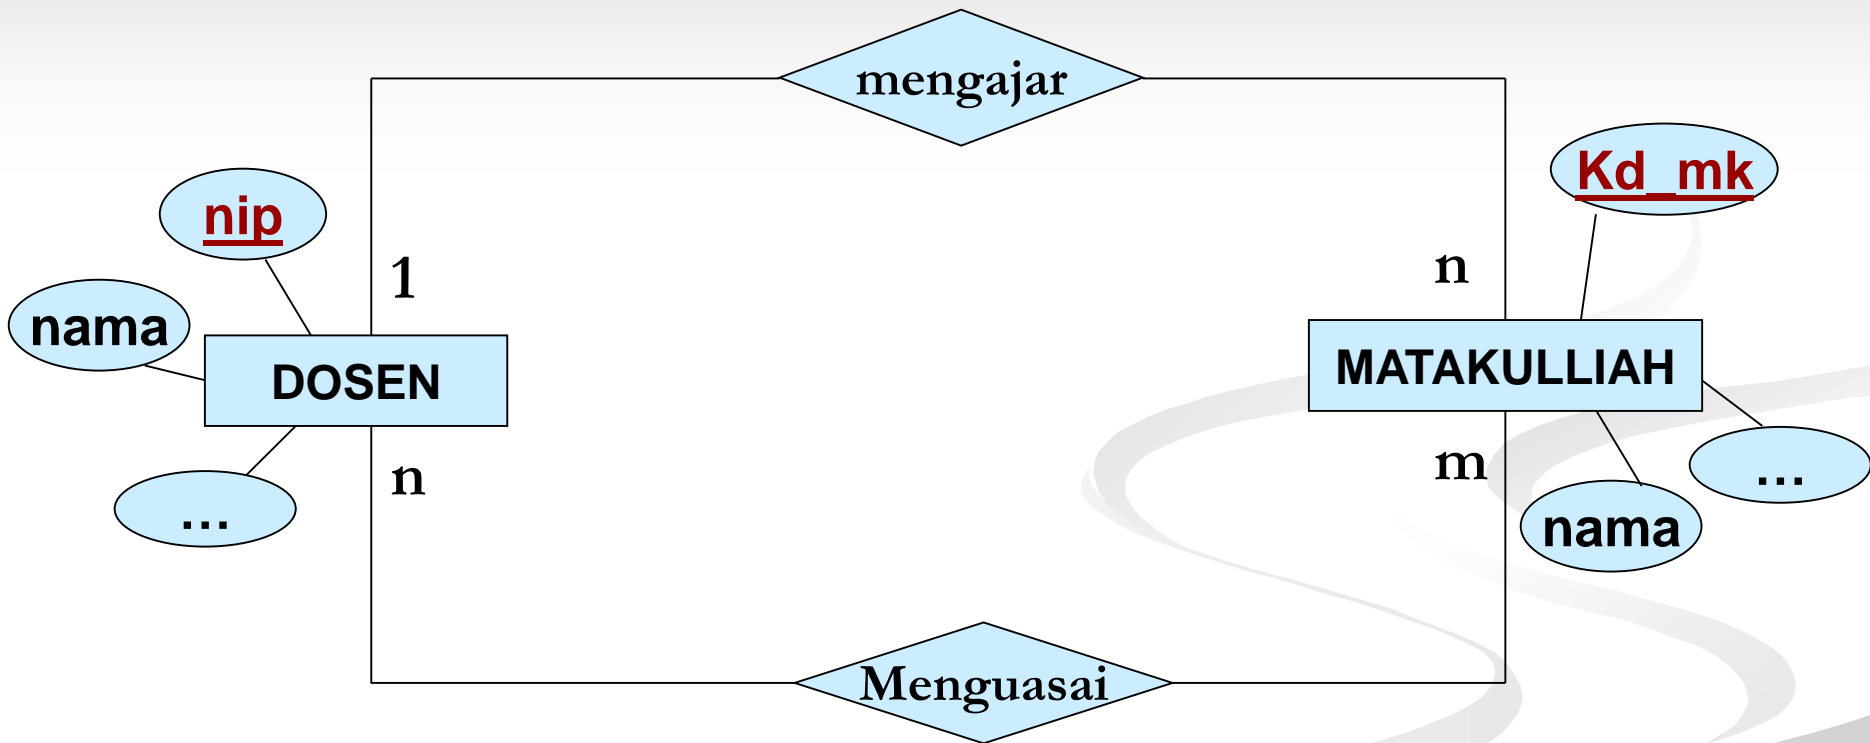 mengajar
Kd_mk
nip
1
n
nama
DOSEN
MATAKULLIAH
n
m
...
...
nama
Menguasai